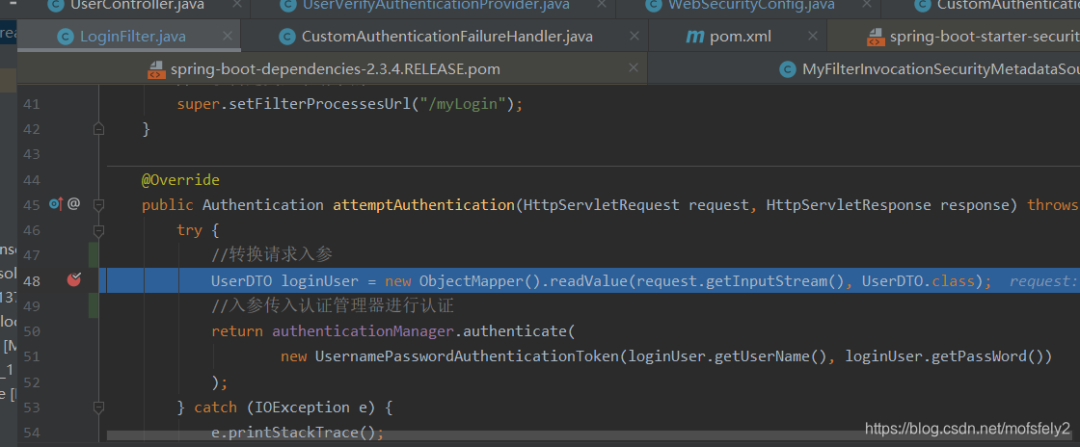 UserController.java UserVerifyAuthenticationProvider.java WebSecurityConfig.java CustomAuthentication
LoginFilter.java CustomAuthenticationFailureHandler.java pom.xml spring-boot-starter-securit
spring-boot-dependencies-2.3.4.RELEASE.pom MyFilterInvocationSecurityMetadataSou
41 super.setFilterProcessesUrl("/myLogin");
42 }
43
44 @Override
45 public Authentication attemptAuthentication(HttpServletRequest request, HttpServletResponse response) throws
46 try {
47 //转换请求入参
48 UserDTO loginUser = new ObjectMapper().readValue(request.getInputStream(), UserDTO.class); request:
49 //入参传入认证管理器进行认证
50 return authenticationManager.authenticate(
51 new UsernamePasswordAuthenticationToken(loginUser.getUserName(), loginUser.getPassWord())
52 );
53 } catch (IOException e) {
54 e.printStackTrace();
https://blog.csdn.net/mofsfely2